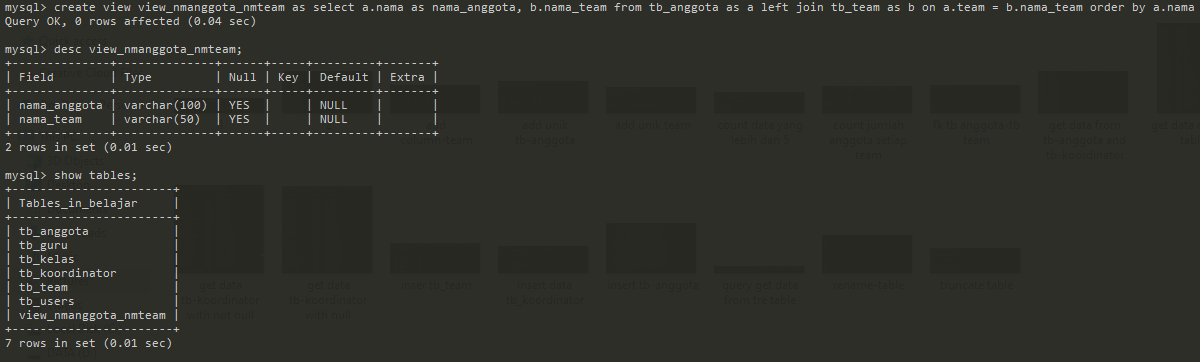 mysql> create view view_nmanggota_nmteam as select a.nama as nama_anggota, b.nama_team from tb_anggota as a left join tb_team as b on a.team = b.nama_team order by a.nama
Query OK, 0 rows affected (0.04 sec)
mysql> desc view_nmanggota_nmteam;
+--------------+--------------+------+-----+---------+-------+
| Field        | Type         | Null | Key | Default | Extra |
+--------------+--------------+------+-----+---------+-------+
| nama_anggota | varchar(100) | YES  |     | NULL    |       |
| nama_team    | varchar(50)  | YES  |     | NULL    |       |
+--------------+--------------+------+-----+---------+-------+
2 rows in set (0.01 sec)
mysql> show tables;
+-----------------------+
| Tables_in_belajar     |
+-----------------------+
| tb_anggota            |
| tb_guru               |
| tb_kelas              |
| tb_koordinator        |
| tb_team               |
| tb_users              |
| view_nmanggota_nmteam |
+-----------------------+
7 rows in set (0.01 sec)